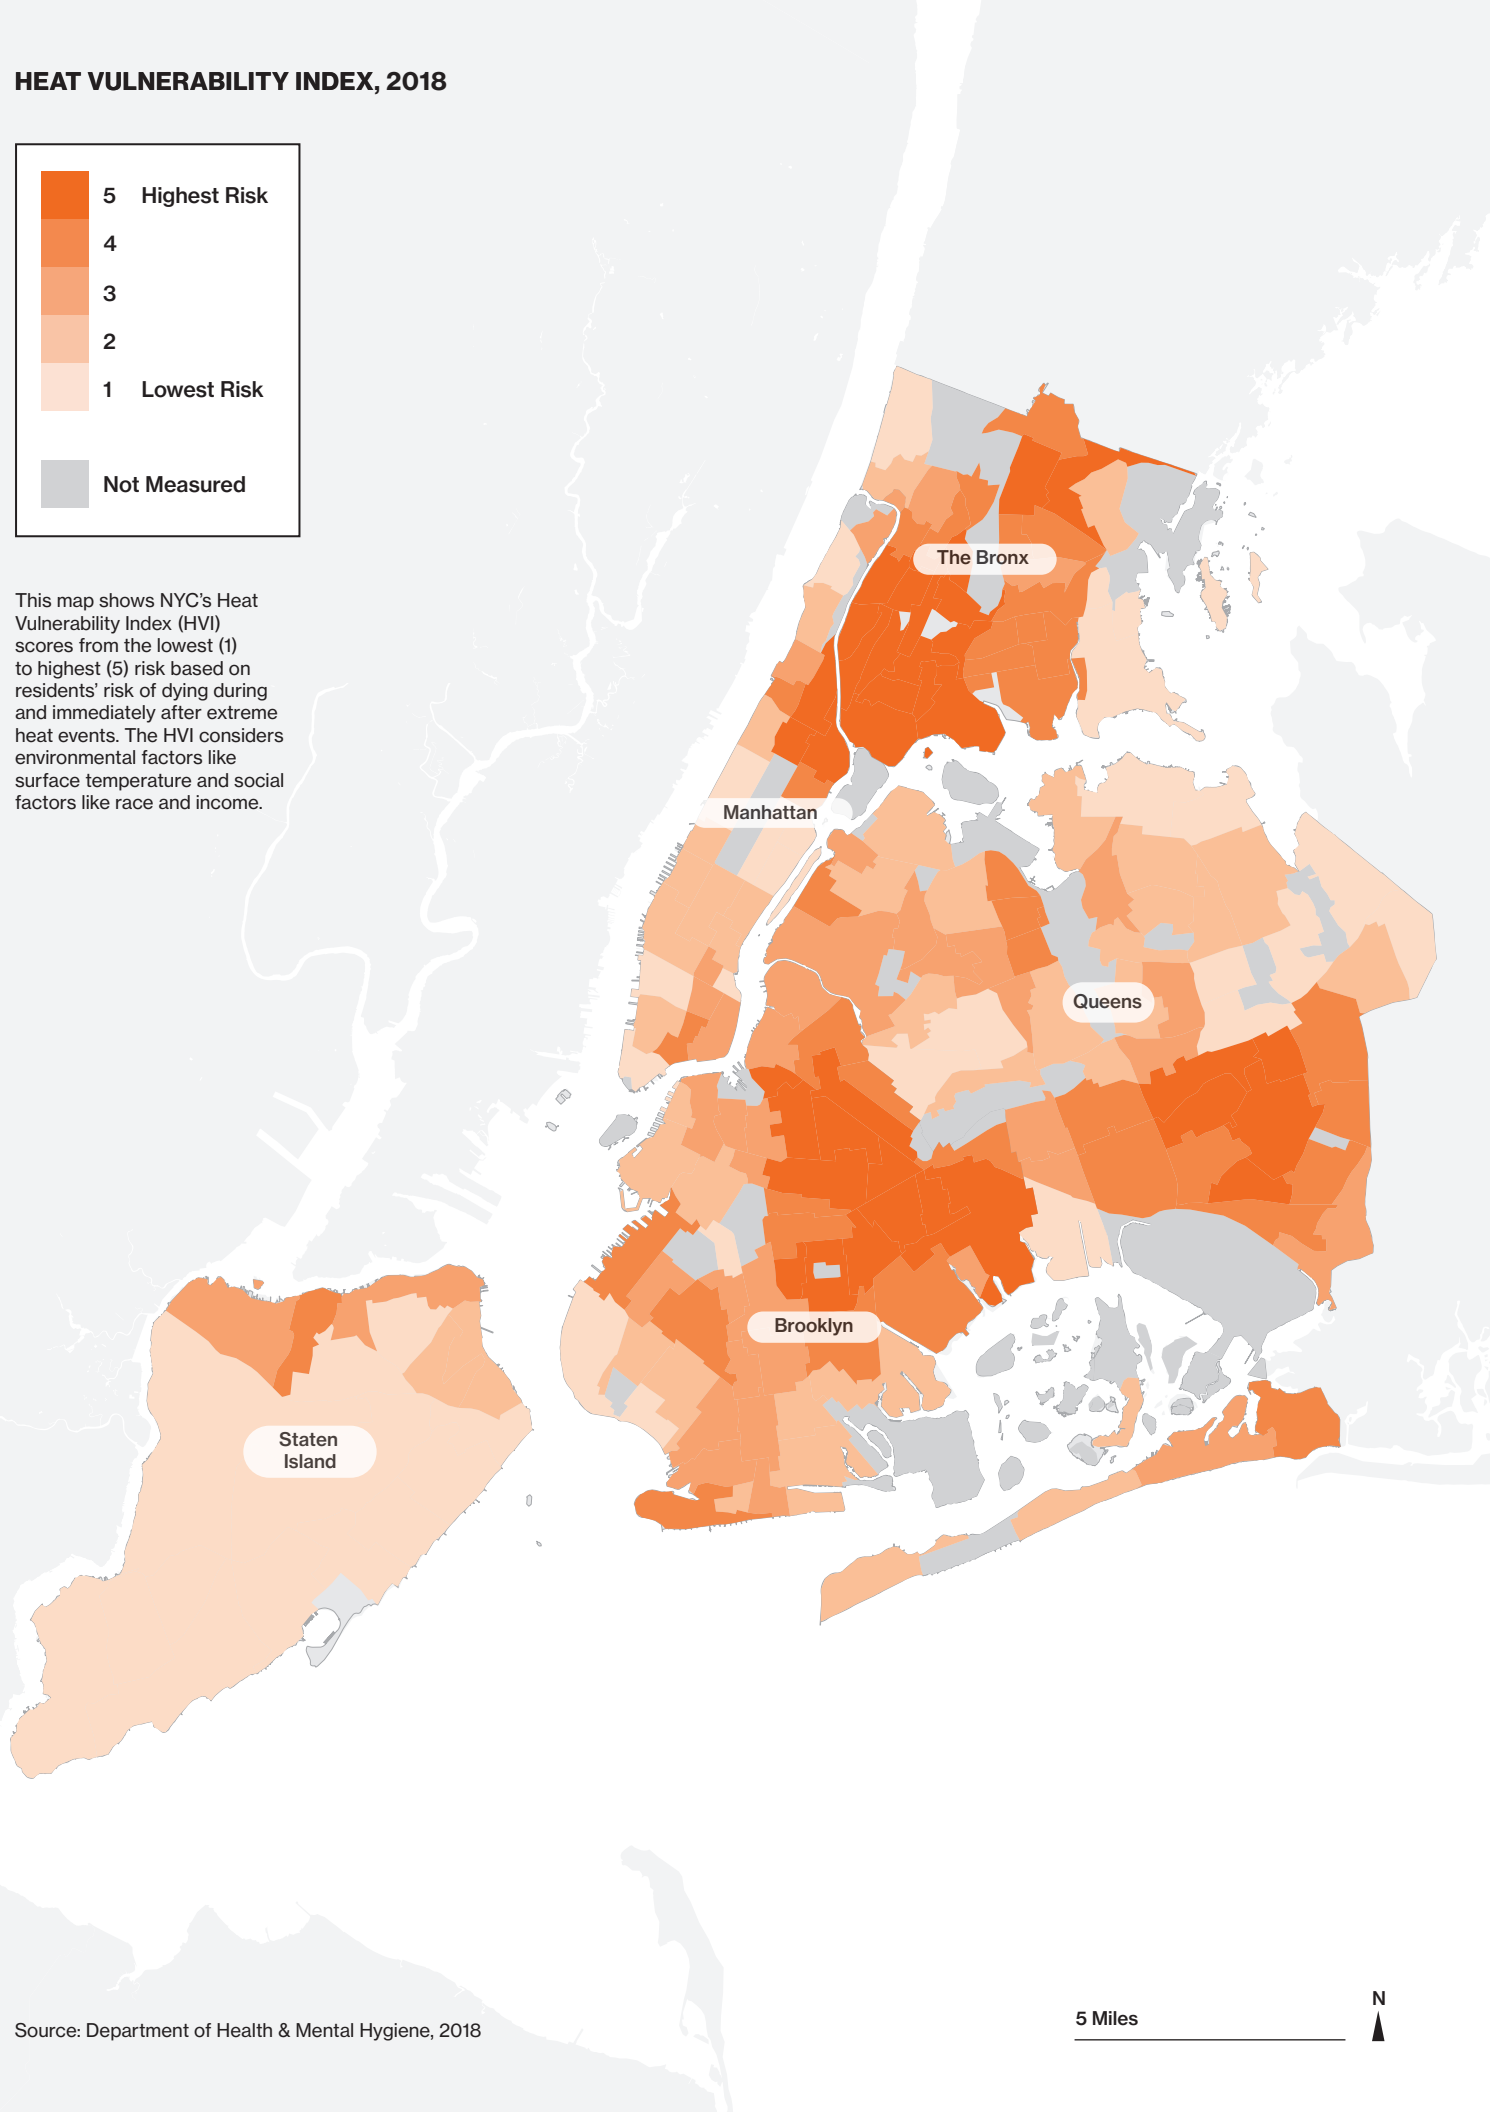 HEAT VULNERABILITY INDEX, 2018
5 Highest Risk
4
3
2
1 Lowest Risk
Not Measured
This map shows NYC’s Heat
Vulnerability Index (HVI)
scores from the lowest (1)
to highest (5) risk based on
residents’ risk of dying during
and immediately after extreme
heat events. The HVI considers
environmental factors like
surface temperature and social
factors like race and income.
The Bronx
Manhattan
Queens
Brooklyn
Staten
Island
Source: Department of Health & Mental Hygiene, 2018
5 Miles
N